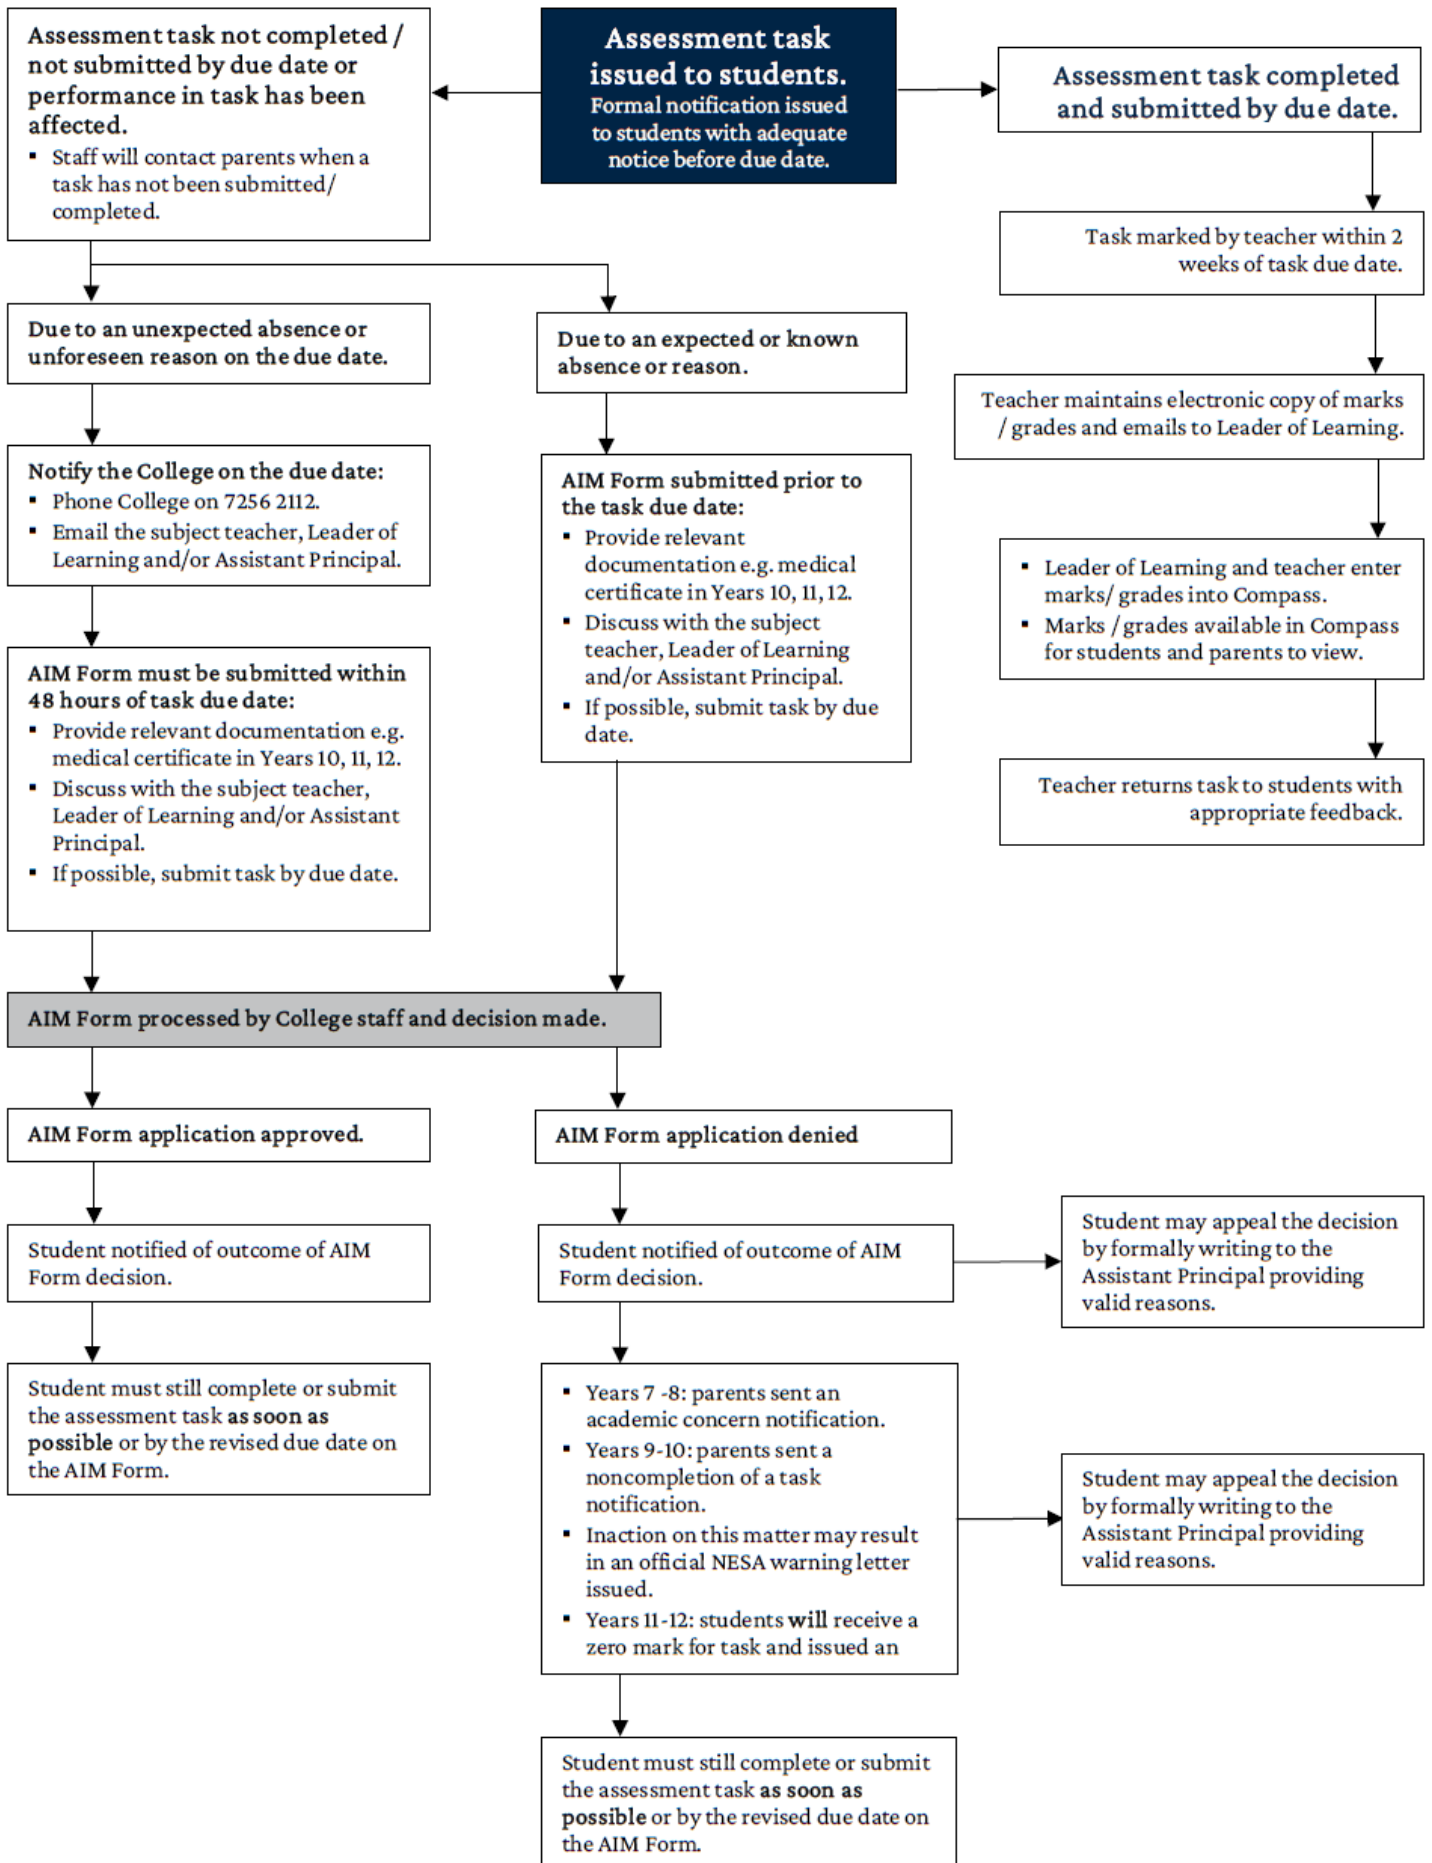 Assessment task not completed /
not submitted by due date or
performance in task has been
affected.
▪ Staff will contact parents when a
task has not been submitted/
completed.
Assessment task
issued to students.
Formal notification issued
to students with adequate
notice before due date.
Assessment task completed
and submitted by due date.
Task marked by teacher within 2
weeks of task due date.
Due to an unexpected absence or
unforeseen reason on the due date.
Due to an expected or known
absence or reason.
Teacher maintains electronic copy of marks
/ grades and emails to Leader of Learning.
Notify the College on the due date:
▪ Phone College on 7256 2112.
▪ Email the subject teacher, Leader of
Learning and/or Assistant Principal.
AIM Form submitted prior to
the task due date:
▪ Provide relevant
documentation e.g. medical
certificate in Years 10, 11, 12.
▪ Discuss with the subject
teacher, Leader of Learning
and/or Assistant Principal.
▪ If possible, submit task by due
date.
▪ Leader of Learning and teacher enter
marks/ grades into Compass.
▪ Marks / grades available in Compass
for students and parents to view.
AIM Form must be submitted within
48 hours of task due date:
▪ Provide relevant documentation e.g.
medical certificate in Years 10, 11, 12.
▪ Discuss with the subject teacher,
Leader of Learning and/or Assistant
Principal.
▪ If possible, submit task by due date.
Teacher returns task to students with
appropriate feedback.
AIM Form processed by College staff and decision made.
AIM Form application approved.
AIM Form application denied
Student notified of outcome of AIM
Form decision.
Student notified of outcome of AIM
Form decision.
Student may appeal the decision
by formally writing to the
Assistant Principal providing
valid reasons.
Student must still complete or submit
the assessment task as soon as
possible or by the revised due date on
the AIM Form.
▪ Years 7 -8: parents sent an
academic concern notification.
▪ Years 9-10: parents sent a
noncompletion of a task
notification.
▪ Inaction on this matter may result
in an official NESA warning letter
issued.
▪ Years 11-12: students will receive a
zero mark for task and issued an
Student may appeal the decision
by formally writing to the
Assistant Principal providing
valid reasons.
Student must still complete or submit
the assessment task as soon as
possible or by the revised due date on
the AIM Form.